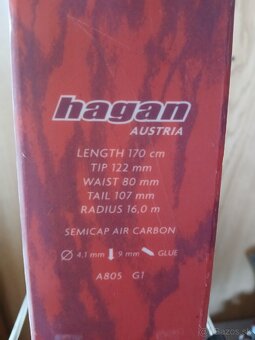 hagan
AUSTRIA
LENGTH 170 cm
TIP 122 mm
WAIST 80 mm
TAIL 107 mm
RADIUS 16,0 m
SEMICAP AIR CARBON
Ø 4,1 mm 9 mm GLUE
A805 G1